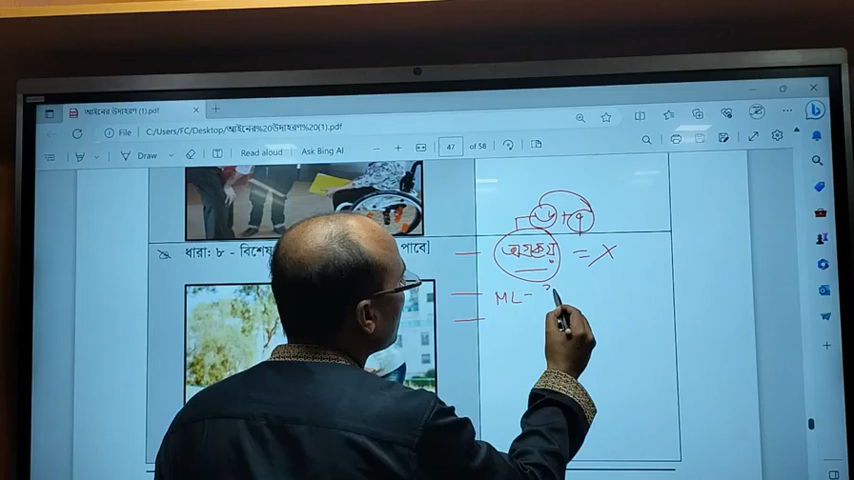 আইনের উদাহরণ (1).pdf
File C:/Users/FC/Desktop/আইনের%20উদাহরণ%20(1).pdf
Draw Read aloud Ask Bing AI 47 of 58
ধারা: ৮ - বিশেষ পাবে
= X
ML -